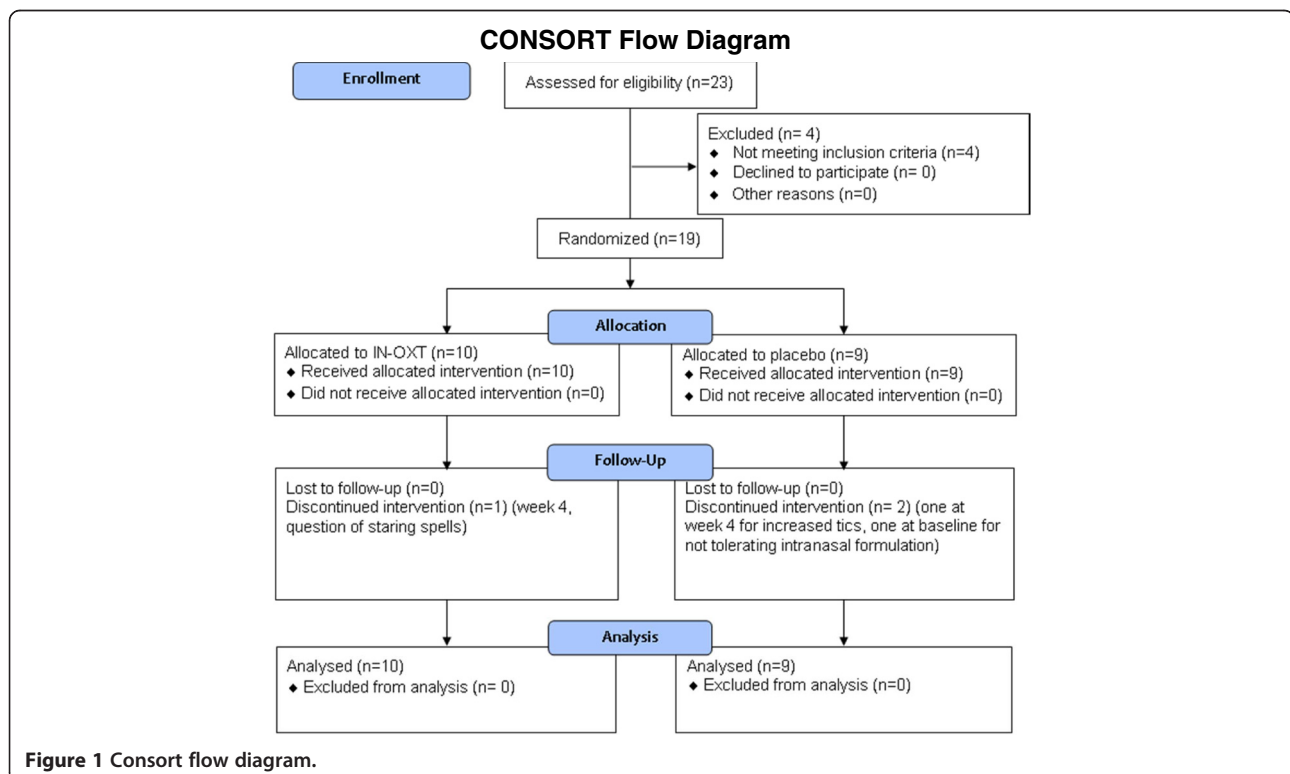 CONSORT Flow Diagram
Enrollment
Assessed for eligibility (n=23)
Excluded (n= 4)
◆ Not meeting inclusion criteria (n=4)
◆ Declined to participate (n= 0)
◆ Other reasons (n=0)
Randomized (n=19)
Allocation
Allocated to IN-OXT (n=10)
◆ Received allocated intervention (n=10)
◆ Did not receive allocated intervention (n=0)
Allocated to placebo (n=9)
◆ Received allocated intervention (n=9)
◆ Did not receive allocated intervention (n=0)
Follow-Up
Lost to follow-up (n=0)
Discontinued intervention (n=1) (week 4,
question of staring spells)
Lost to follow-up (n=0)
Discontinued intervention (n= 2) (one at
week 4 for increased tics, one at baseline for
not tolerating intranasal formulation)
Analysis
Analysed (n=10)
◆ Excluded from analysis (n= 0)
Analysed (n=9)
◆ Excluded from analysis (n=0)
Figure 1 Consort flow diagram.